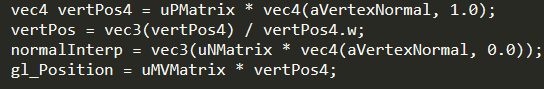 vec4 vertPos4 = uPMatrix * vec4(aVertexNormal, 1.0);
vertPos = vec3(vertPos4) / vertPos4.w;
normalInterp = vec3(uNMatrix * vec4(aVertexNormal, 0.0));
gl_Position = uMVMatrix * vertPos4;